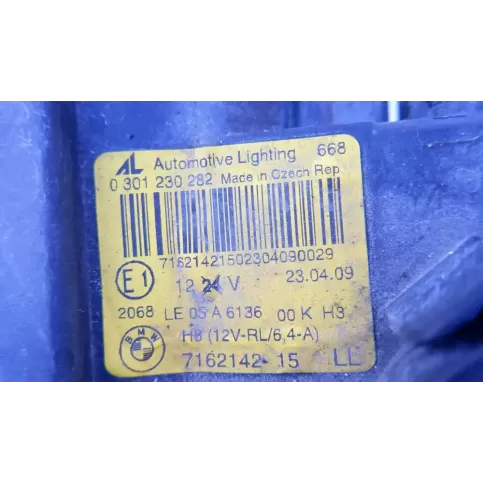 AL Automotive Lighting 668
0 301 230 282 Made in Czech Rep.
71621421502304090029
E1 12 24 V 23.04.09
2068 LE 05 A 6136 00 K H3
BMW H8 (12V-RL/6,4-A)
7162142-15 LL